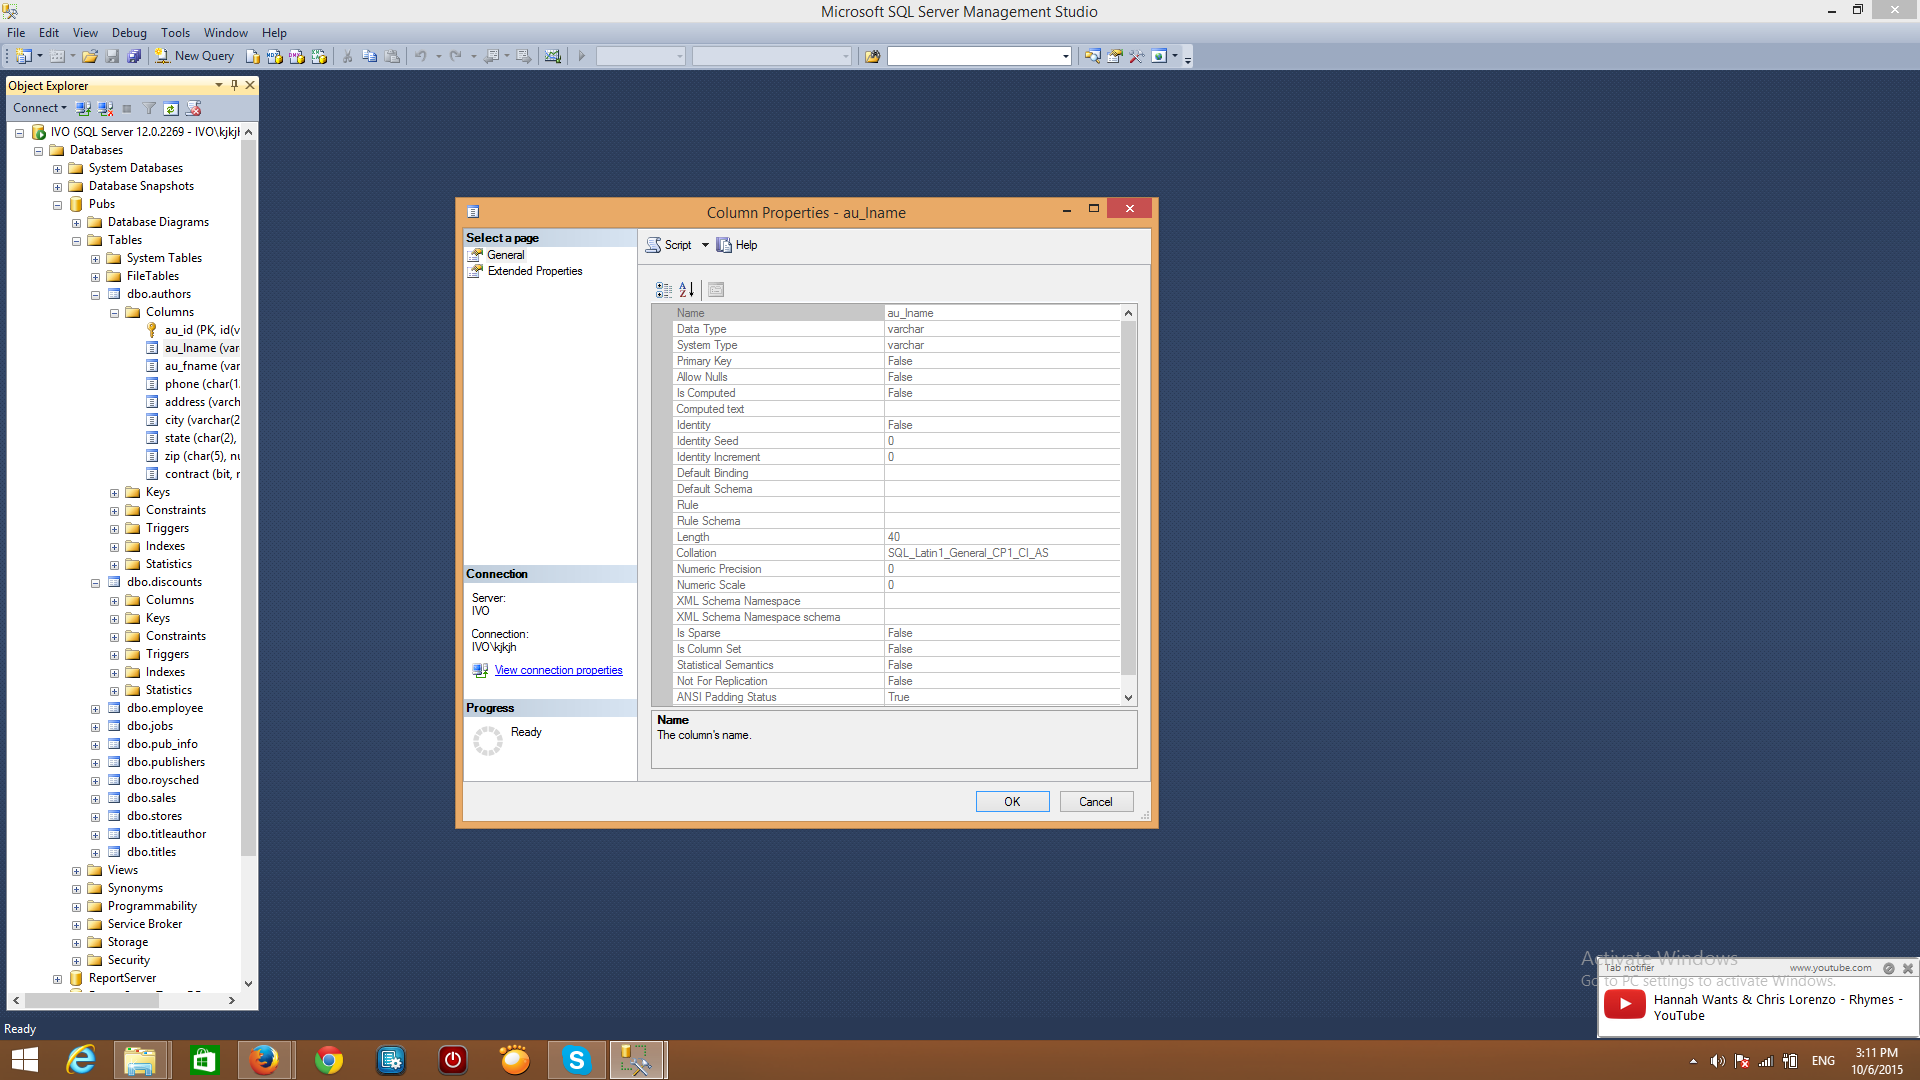 Microsoft SQL Server Management Studio
File Edit View Debug Tools Window Help
New Query
Object Explorer
Connect
IVO (SQL Server 12.0.2269 - IVO\kjkjh
Databases
System Databases
Database Snapshots
Pubs
Database Diagrams
Tables
System Tables
FileTables
dbo.authors
Columns
au_id (PK, id(v
au_lname (var
au_fname (var
phone (char(1
address (varch
city (varchar(2
state (char(2),
zip (char(5), nu
contract (bit, r
Keys
Constraints
Triggers
Indexes
Statistics
dbo.discounts
Columns
Keys
Constraints
Triggers
Indexes
Statistics
dbo.employee
dbo.jobs
dbo.pub_info
dbo.publishers
dbo.roysched
dbo.sales
dbo.stores
dbo.titleauthor
dbo.titles
Views
Synonyms
Programmability
Service Broker
Storage
Security
ReportServer
Ready
Column Properties - au_lname
Select a page
General
Extended Properties
Connection
Server:
IVO
Connection:
IVO\kjkjh
View connection properties
Progress
Ready
Script Help
Name au_lname
Data Type varchar
System Type varchar
Primary Key False
Allow Nulls False
Is Computed False
Computed text
Identity False
Identity Seed 0
Identity Increment 0
Default Binding
Default Schema
Rule
Rule Schema
Length 40
Collation SQL_Latin1_General_CP1_CI_AS
Numeric Precision 0
Numeric Scale 0
XML Schema Namespace
XML Schema Namespace schema
Is Sparse False
Is Column Set False
Statistical Semantics False
Not For Replication False
ANSI Padding Status True
Name
The column's name.
OK Cancel
Activate Windows
Go to PC settings to activate Windows.
Tab notifier www.youtube.com
Hannah Wants & Chris Lorenzo - Rhymes -
YouTube
ENG
3:11 PM
10/6/2015